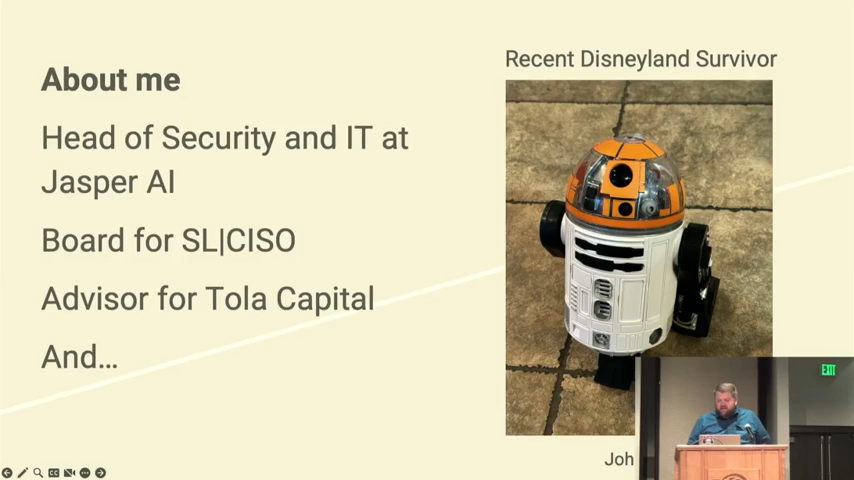 About me
Head of Security and IT at
Jasper AI
Board for SL|CISO
Advisor for Tola Capital
And...
Recent Disneyland Survivor
Joh
EXIT
CC